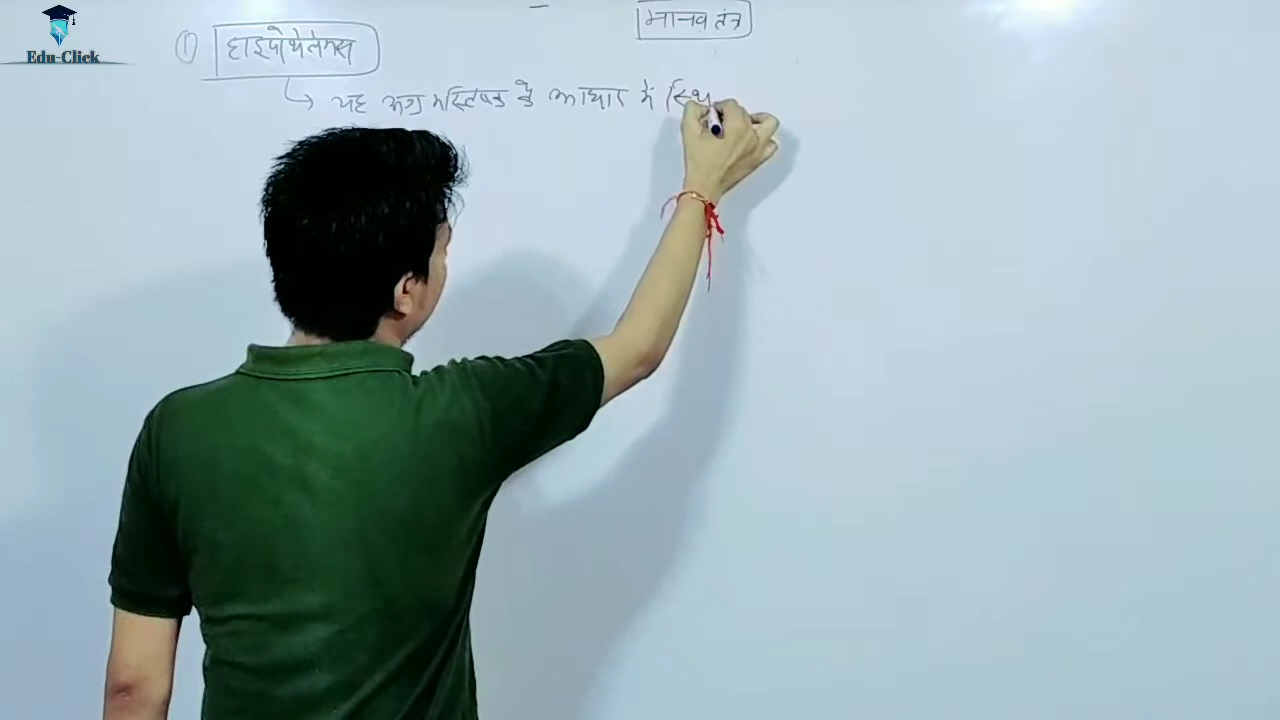 Edu-Click
मानव तंत्र
① हाइपोथैलेमस
यह अग्र मस्तिष्क के आधार में स्थि